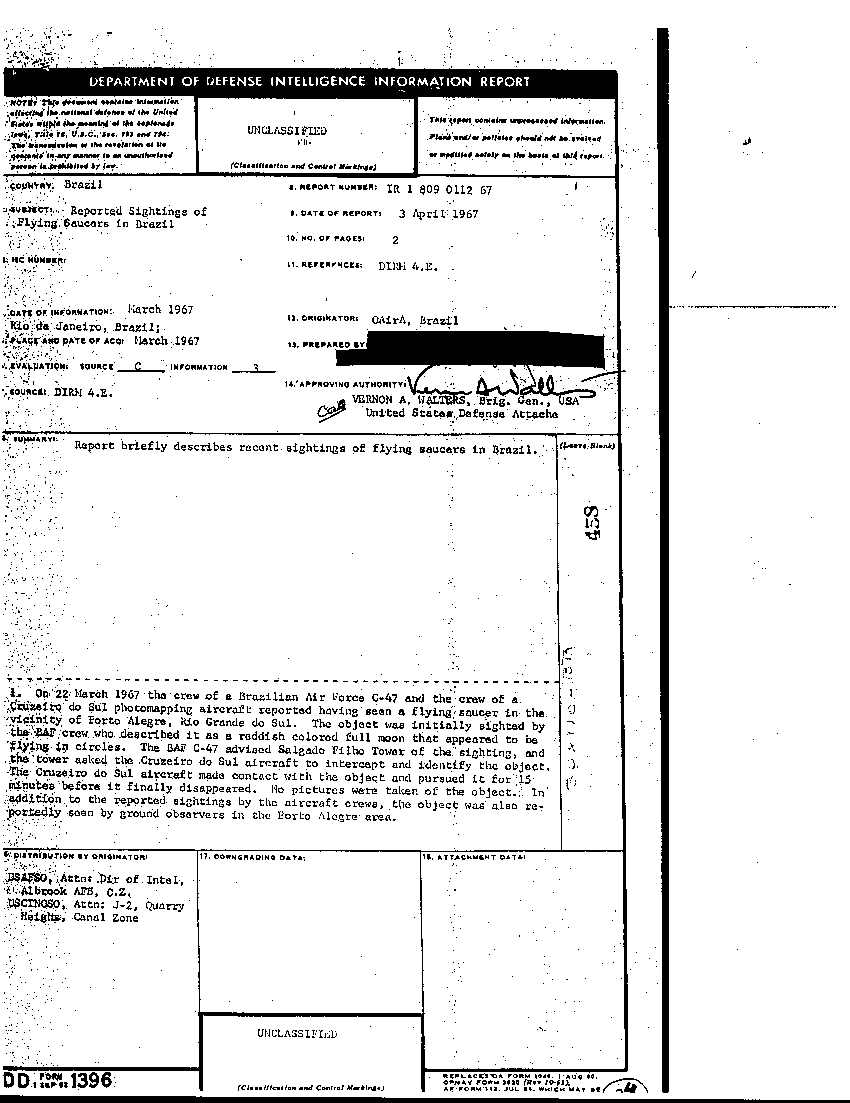 DEPARTMENT OF DEFENSE INTELLIGENCE INFORMATION REPORT
NOTE: This document contains information
affecting the national defense of the United
States within the meaning of the espionage
laws, Title 18, U.S.C., Sec. 793 and 794.
The transmission or the revelation of its
contents in any manner to an unauthorized
person is prohibited by law.
UNCLASSIFIED
(Classification and Control Markings)
This report contains unprocessed information.
Plans and/or policies should not be evolved
or modified solely on the basis of this report.
COUNTRY: Brazil
SUBJECT: Reported Sightings of
Flying Saucers in Brazil
NUMBER:
DATE OF INFORMATION: March 1967
Rio de Janeiro, Brazil;
PLACE AND DATE OF ACQ: March 1967
EVALUATION: SOURCE C INFORMATION 3
SOURCE: DIRM 4.E.
8. REPORT NUMBER: IR 1 809 0112 67
9. DATE OF REPORT: 3 April 1967
10. NO. OF PAGES: 2
11. REFERENCES: DIRM 4.E.
12. ORIGINATOR: OAirA, Brazil
13. PREPARED BY
14. APPROVING AUTHORITY:
VERNON A. WALTERS, Brig. Gen., USA
United States Defense Attache
SUMMARY:
(Leave Blank)
Report briefly describes recent sightings of flying saucers in Brazil.
458
1. On 22 March 1967 the crew of a Brazilian Air Force C-47 and the crew of a
Cruzeiro do Sul photomapping aircraft reported having seen a flying saucer in the
vicinity of Porto Alegre, Rio Grande do Sul. The object was initially sighted by
the BAF crew who described it as a reddish colored full moon that appeared to be
flying in circles. The BAF C-47 advised Salgado Filho Tower of the sighting, and
the tower asked the Cruzeiro do Sul aircraft to intercept and identify the object.
The Cruzeiro do Sul aircraft made contact with the object and pursued it for 15
minutes before it finally disappeared. No pictures were taken of the object. In
addition to the reported sightings by the aircraft crews, the object was also re-
portedly seen by ground observers in the Porto Alegre area.
DISTRIBUTION BY ORIGINATOR:
USAFSO, Attn: Dir of Intel,
Albrook AFB, C.Z.
USCINCSO, Attn: J-2, Quarry
Heights, Canal Zone
17. DOWNGRADING DATA:
18. ATTACHMENT DATA:
UNCLASSIFIED
(Classification and Control Markings)
DD FORM 1 SEP 62 1396
REPLACES DA FORM 1 AUG 60,
OPNAV FORM 3820 (Rev 10-61),
AF FORM 112, JUL 61, WHICH MAY BE